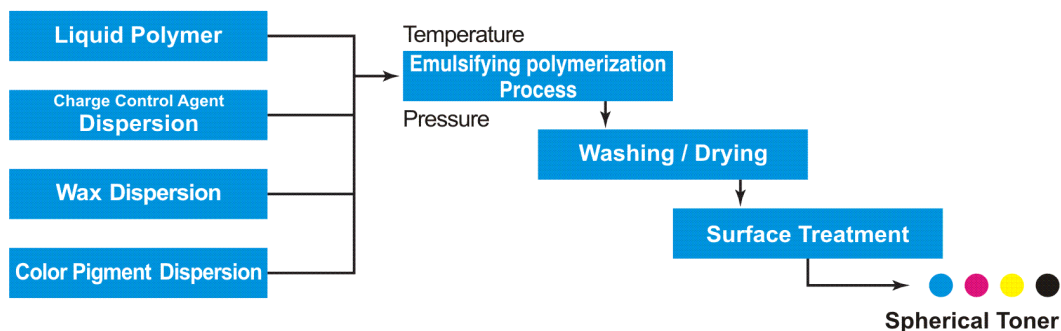 Liquid Polymer
Charge Control Agent
Dispersion
Wax Dispersion
Color Pigment Dispersion
Temperature
Emulsifying polymerization
Process
Pressure
Washing / Drying
Surface Treatment
Spherical Toner